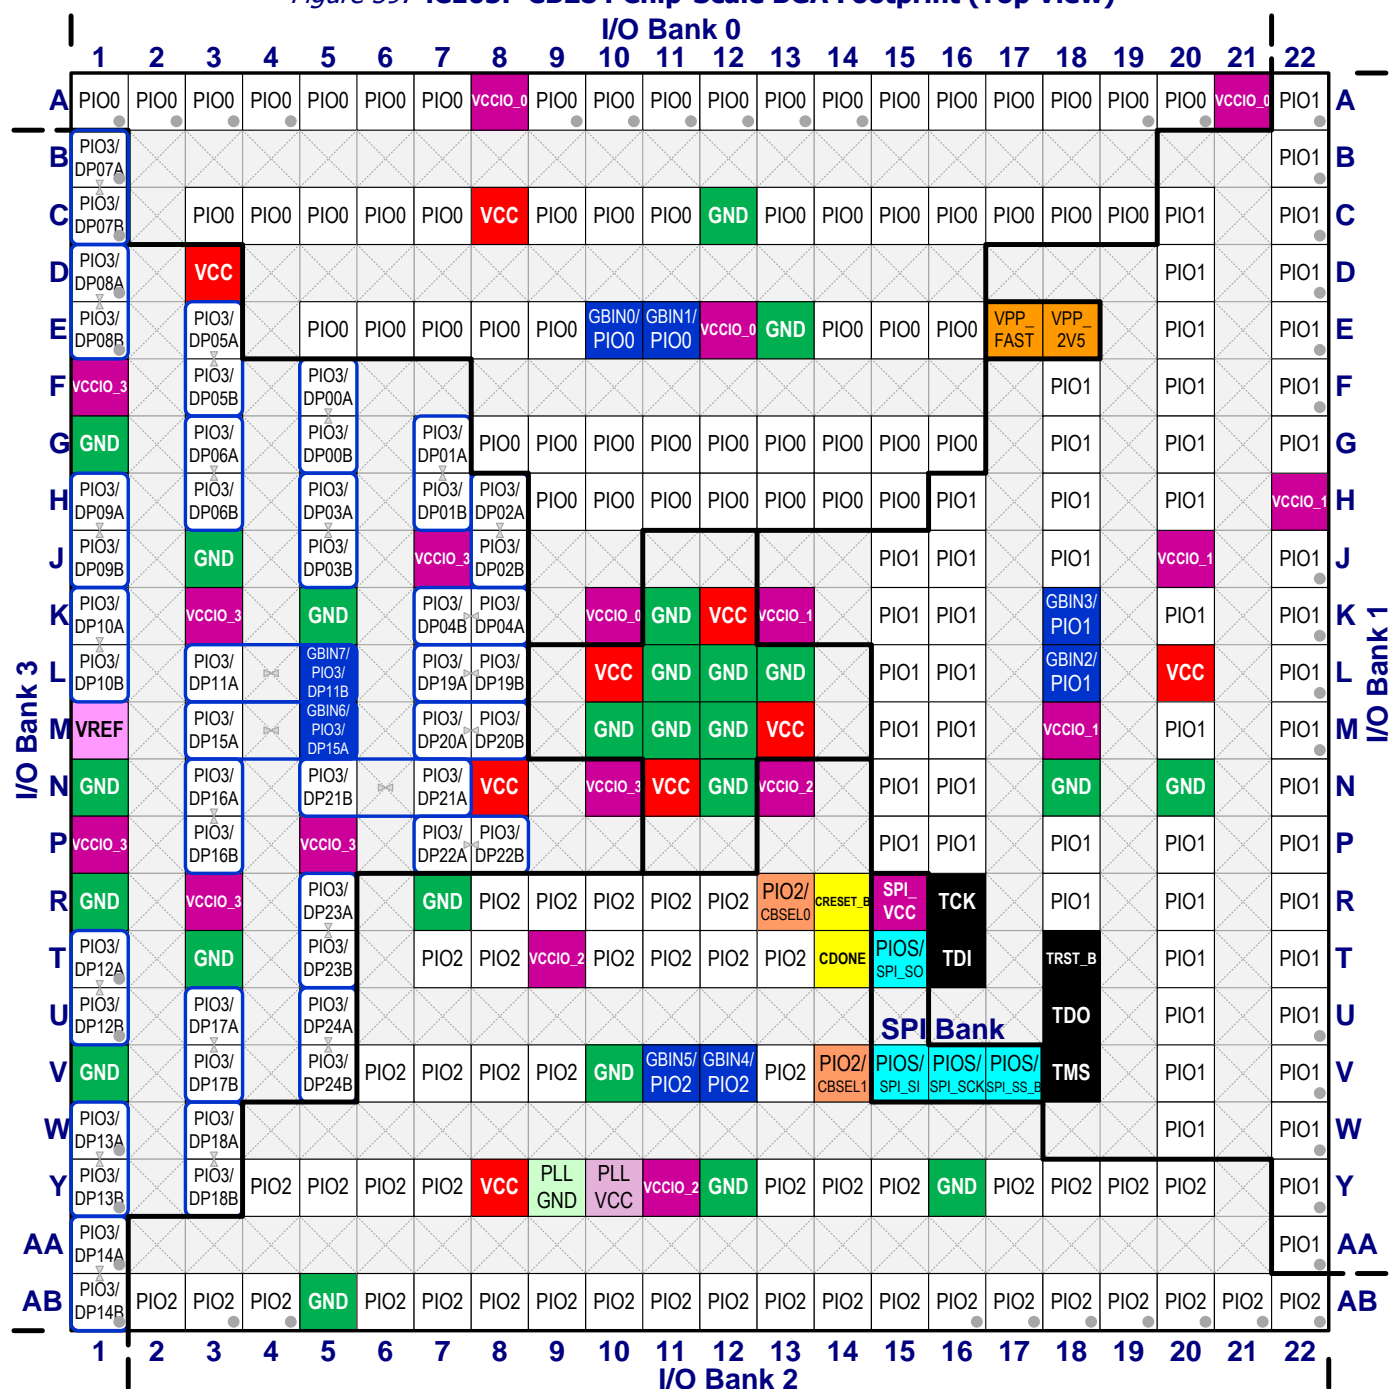 Figure 39: iCE65P CB284 Chip-Scale BGA Footprint (Top View)
I/O Bank 0
1 2 3 4 5 6 7 8 9 10 11 12 13 14 15 16 17 18 19 20 21 22
A PIO0 PIO0 PIO0 PIO0 PIO0 PIO0 PIO0 VCCIO_0 PIO0 PIO0 PIO0 PIO0 PIO0 PIO0 PIO0 PIO0 PIO0 PIO0 PIO0 PIO0 VCCIO_0 PIO1 A
B PIO3/ DP07A PIO1 B
C PIO3/ DP07B PIO0 PIO0 PIO0 PIO0 PIO0 VCC PIO0 PIO0 PIO0 GND PIO0 PIO0 PIO0 PIO0 PIO0 PIO0 PIO0 PIO1 PIO1 C
D PIO3/ DP08A VCC PIO1 PIO1 D
E PIO3/ DP08B PIO3/ DP05A PIO0 PIO0 PIO0 PIO0 PIO0 GBIN0/ PIO0 GBIN1/ PIO0 VCCIO_0 GND PIO0 PIO0 PIO0 VPP_ FAST VPP_ 2V5 PIO1 PIO1 E
F VCCIO_3 PIO3/ DP05B PIO3/ DP00A PIO1 PIO1 PIO1 F
G GND PIO3/ DP06A PIO3/ DP00B PIO3/ DP01A PIO0 PIO0 PIO0 PIO0 PIO0 PIO0 PIO0 PIO0 PIO0 PIO1 PIO1 PIO1 G
H PIO3/ DP09A PIO3/ DP06B PIO3/ DP03A PIO3/ DP01B PIO3/ DP02A PIO0 PIO0 PIO0 PIO0 PIO0 PIO0 PIO0 PIO1 PIO1 PIO1 VCCIO_1 H
J PIO3/ DP09B GND PIO3/ DP03B VCCIO_3 PIO3/ DP02B PIO1 PIO1 PIO1 VCCIO_1 PIO1 J
K PIO3/ DP10A VCCIO_3 GND PIO3/ DP04B PIO3/ DP04A VCCIO_0 GND VCC VCCIO_1 PIO1 PIO1 GBIN3/ PIO1 PIO1 PIO1 K
L PIO3/ DP10B PIO3/ DP11A GBIN7/ PIO3/ DP11B PIO3/ DP19A PIO3/ DP19B VCC GND GND GND PIO1 PIO1 GBIN2/ PIO1 VCC PIO1 L
I/O Bank 3
I/O Bank 1
M VREF PIO3/ DP15A GBIN6/ PIO3/ DP15A PIO3/ DP20A PIO3/ DP20B GND GND GND VCC PIO1 PIO1 VCCIO_1 PIO1 PIO1 M
N GND PIO3/ DP16A PIO3/ DP21B PIO3/ DP21A VCC VCCIO_3 VCC GND VCCIO_2 PIO1 PIO1 GND GND PIO1 N
P VCCIO_3 PIO3/ DP16B VCCIO_3 PIO3/ DP22A PIO3/ DP22B PIO1 PIO1 PIO1 PIO1 PIO1 P
R GND VCCIO_3 PIO3/ DP23A GND PIO2 PIO2 PIO2 PIO2 PIO2 PIO2/ CBSEL0 CRESET_B SPI_ VCC TCK PIO1 PIO1 PIO1 R
T PIO3/ DP12A GND PIO3/ DP23B PIO2 PIO2 VCCIO_2 PIO2 PIO2 PIO2 PIO2 CDONE PIOS/ SPI_SO TDI TRST_B PIO1 PIO1 T
U PIO3/ DP12B PIO3/ DP17A PIO3/ DP24A SPI Bank TDO PIO1 PIO1 U
V GND PIO3/ DP17B PIO3/ DP24B PIO2 PIO2 PIO2 PIO2 GND GBIN5/ PIO2 GBIN4/ PIO2 PIO2 PIO2/ CBSEL1 PIOS/ SPI_SI PIOS/ SPI_SCK PIOS/ SPI_SS_B TMS PIO1 PIO1 V
W PIO3/ DP13A PIO3/ DP18A PIO1 PIO1 W
Y PIO3/ DP13B PIO3/ DP18B PIO2 PIO2 PIO2 PIO2 VCC PLL GND PLL VCC VCCIO_2 GND PIO2 PIO2 PIO2 GND PIO2 PIO2 PIO2 PIO2 PIO1 Y
AA PIO3/ DP14A PIO1 AA
AB PIO3/ DP14B PIO2 PIO2 PIO2 GND PIO2 PIO2 PIO2 PIO2 PIO2 PIO2 PIO2 PIO2 PIO2 PIO2 PIO2 PIO2 PIO2 PIO2 PIO2 PIO2 PIO2 AB
1 2 3 4 5 6 7 8 9 10 11 12 13 14 15 16 17 18 19 20 21 22
I/O Bank 2